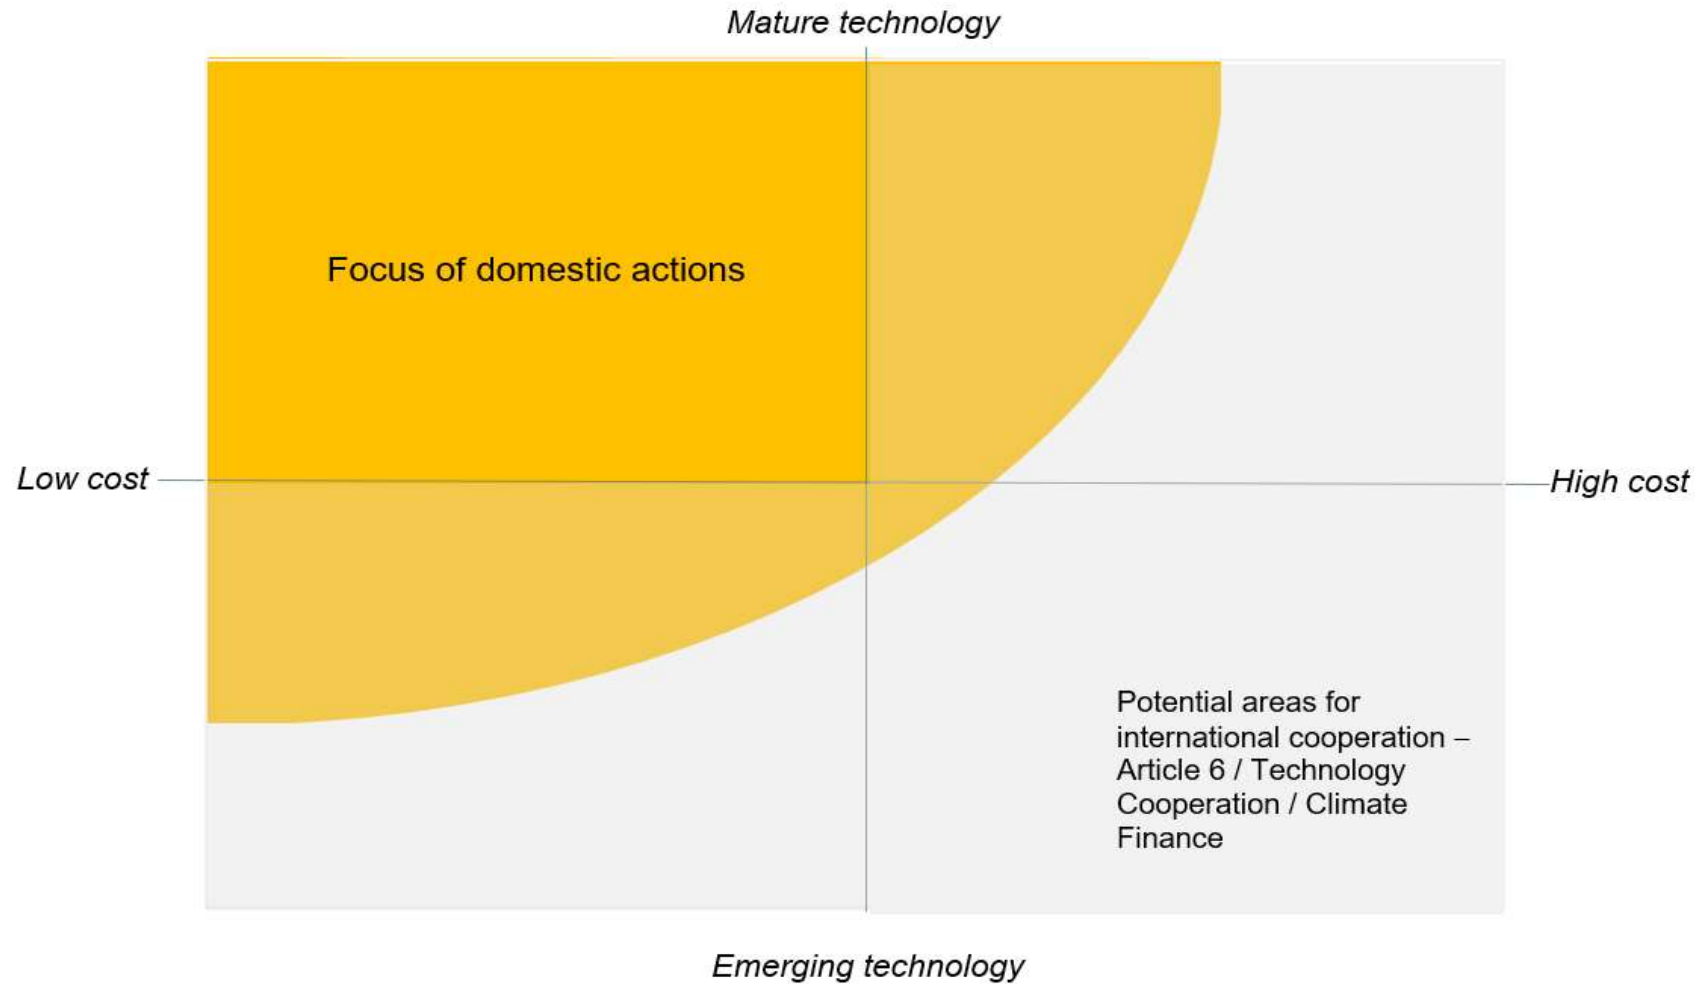 Mature technology
Focus of domestic actions
Low cost
High cost
Potential areas for
international cooperation –
Article 6 / Technology
Cooperation / Climate
Finance
Emerging technology